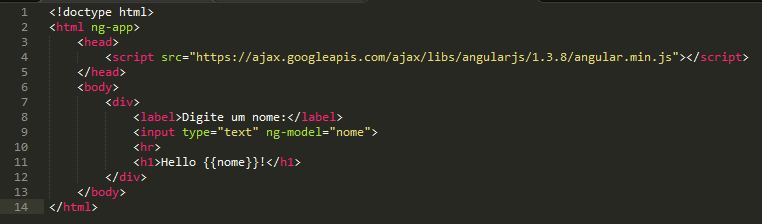 1 <!doctype html>
2 <html ng-app>
3     <head>
4         <script src="https://ajax.googleapis.com/ajax/libs/angularjs/1.3.8/angular.min.js"></script>
5     </head>
6     <body>
7         <div>
8             <label>Digite um nome:</label>
9             <input type="text" ng-model="nome">
10             <hr>
11             <h1>Hello {{nome}}!</h1>
12         </div>
13     </body>
14 </html>